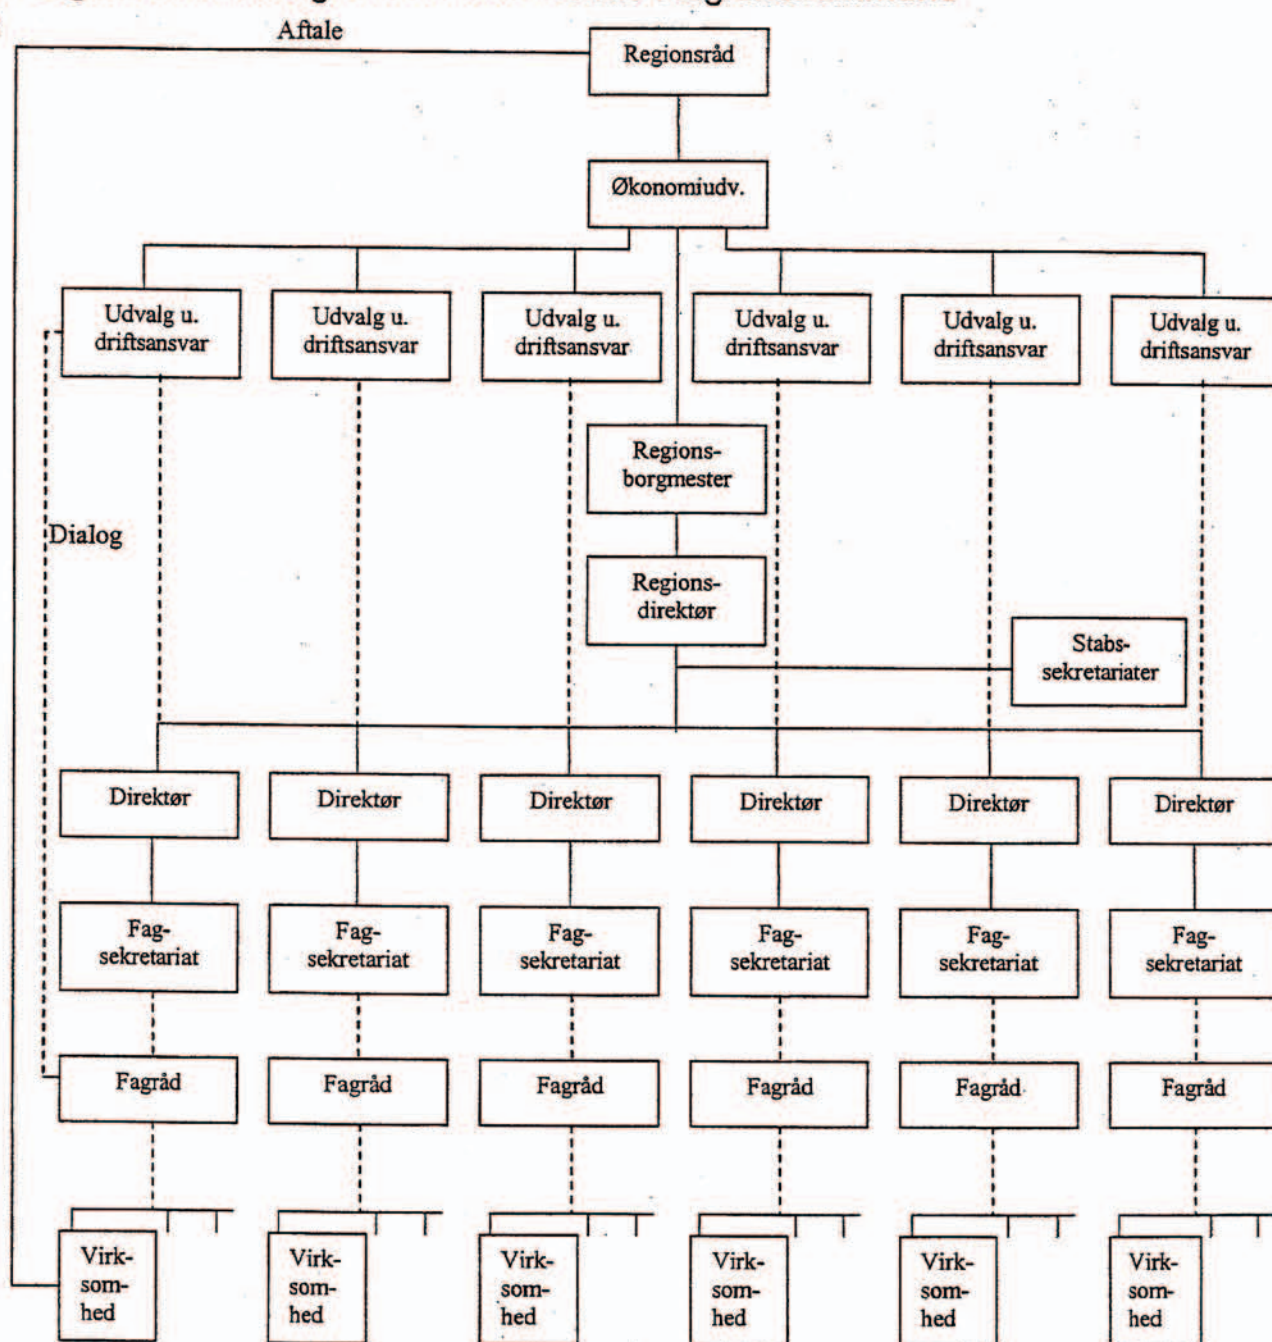 Aftale
Regionsråd
Økonomiudv.
Udvalg u.
driftsansvar
Udvalg u.
driftsansvar
Udvalg u.
driftsansvar
Udvalg u.
driftsansvar
Udvalg u.
driftsansvar
Udvalg u.
driftsansvar
Regions-
borgmester
Dialog
Regions-
direktør
Stabs-
sekretariater
Direktør
Direktør
Direktør
Direktør
Direktør
Direktør
Fag-
sekretariat
Fag-
sekretariat
Fag-
sekretariat
Fag-
sekretariat
Fag-
sekretariat
Fag-
sekretariat
Fagråd
Fagråd
Fagråd
Fagråd
Fagråd
Fagråd
Virk-
som-
hed
Virk-
som-
hed
Virk-
som-
hed
Virk-
som-
hed
Virk-
som-
hed
Virk-
som-
hed